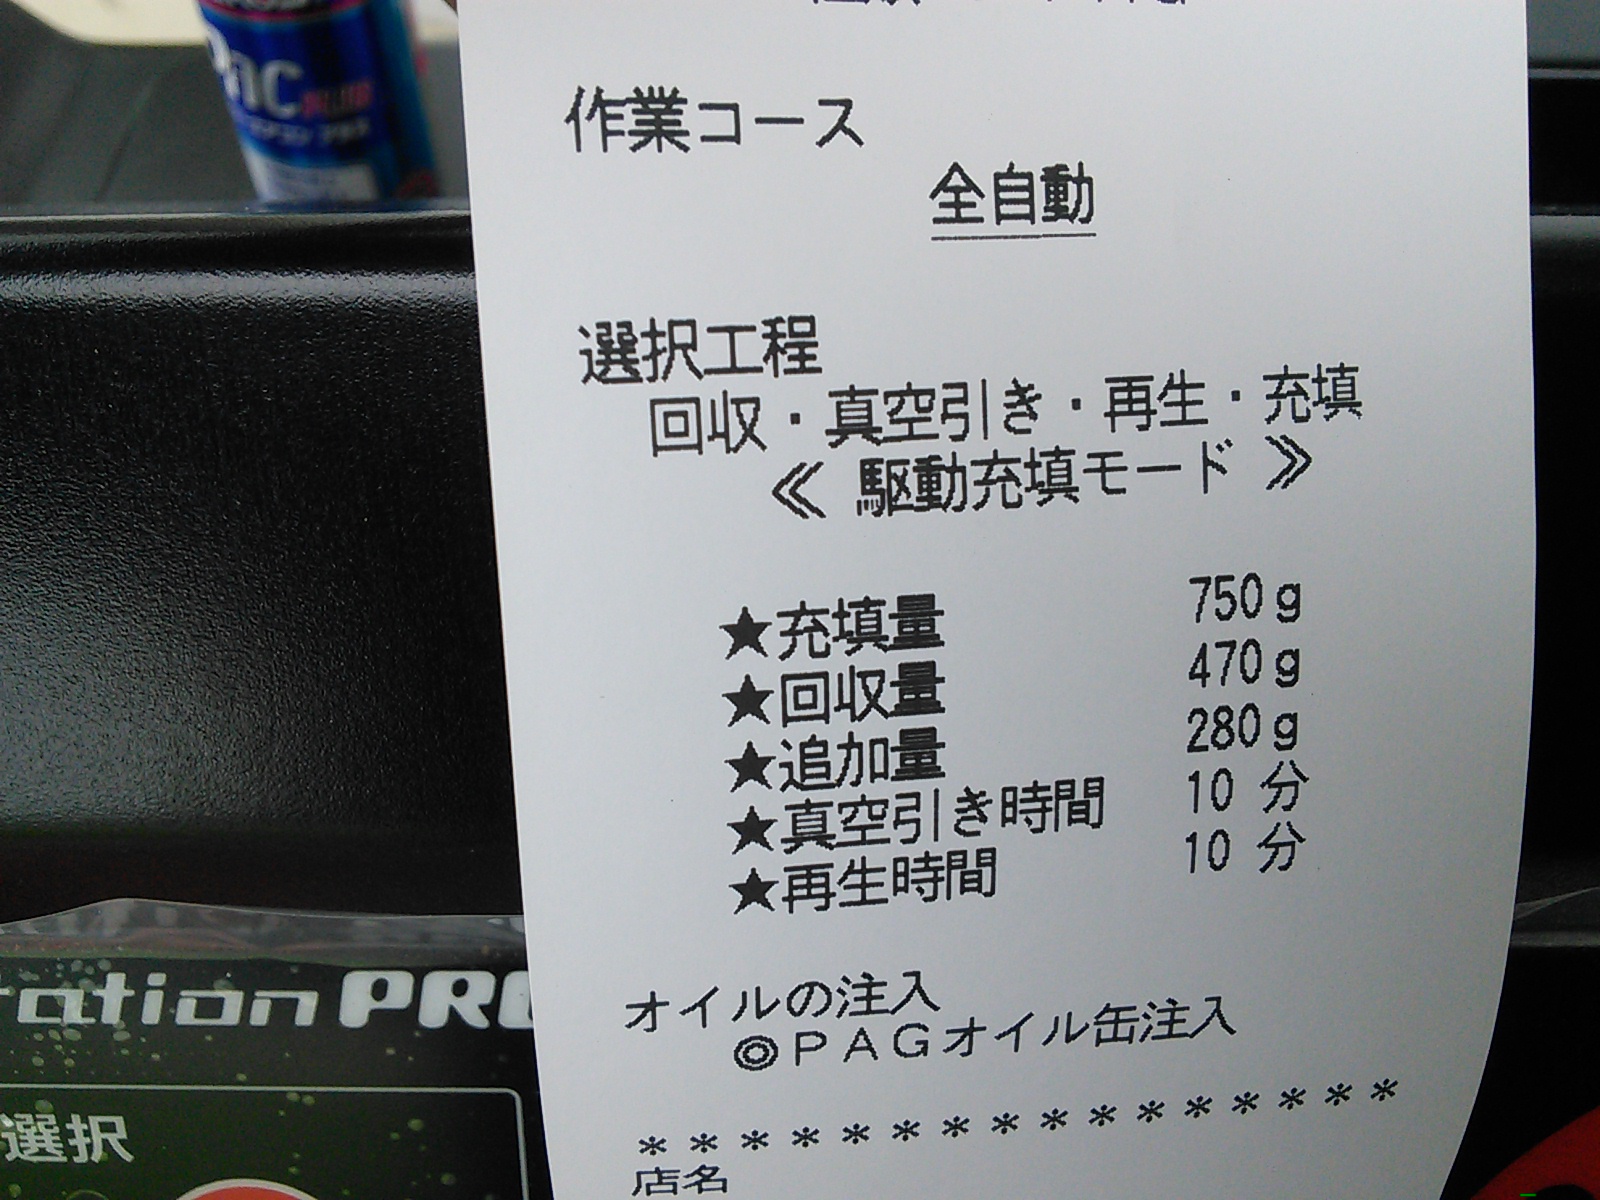 作業コース
全自動
選択工程
回収・真空引き・再生・充填
≪ 駆動充填モード ≫
★充填量 750g
★回収量 470g
★追加量 280g
★真空引き時間 10 分
★再生時間 10 分
オイルの注入
◎PAGオイル缶注入
***************
店名
ation PR
選択